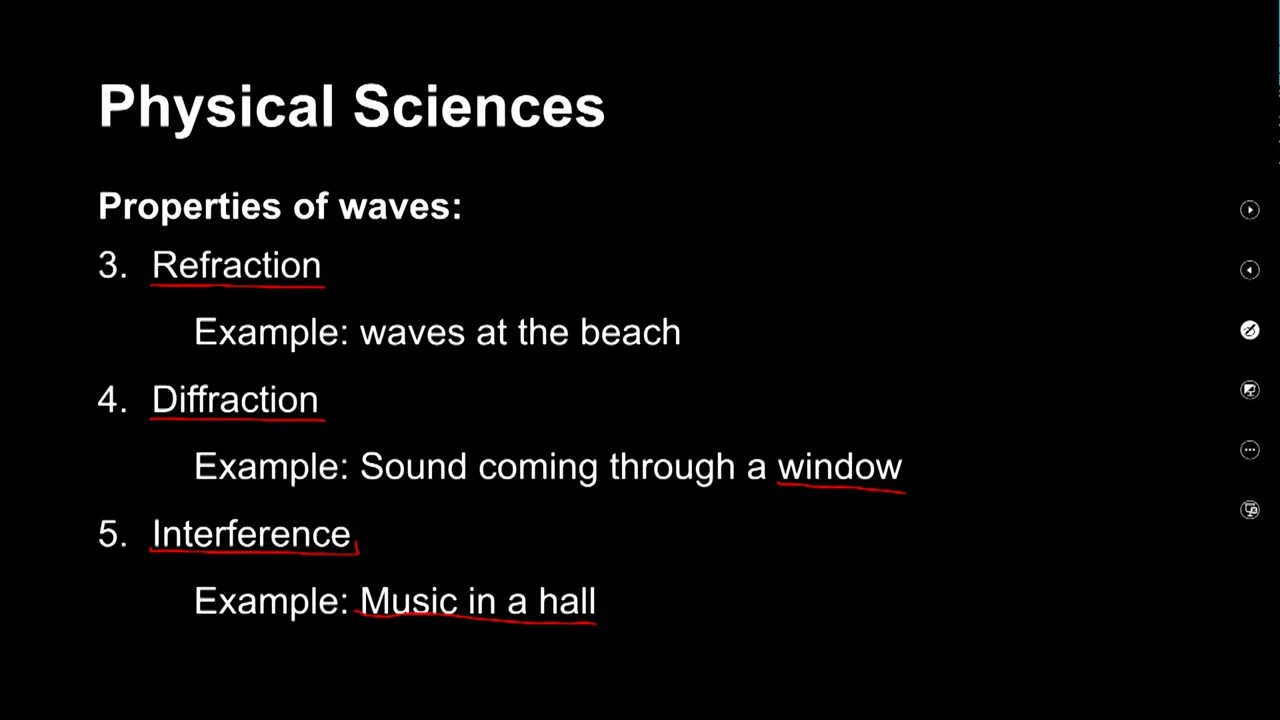 Physical Sciences
Properties of waves:
3. Refraction
Example: waves at the beach
4. Diffraction
Example: Sound coming through a window
5. Interference
Example: Music in a hall